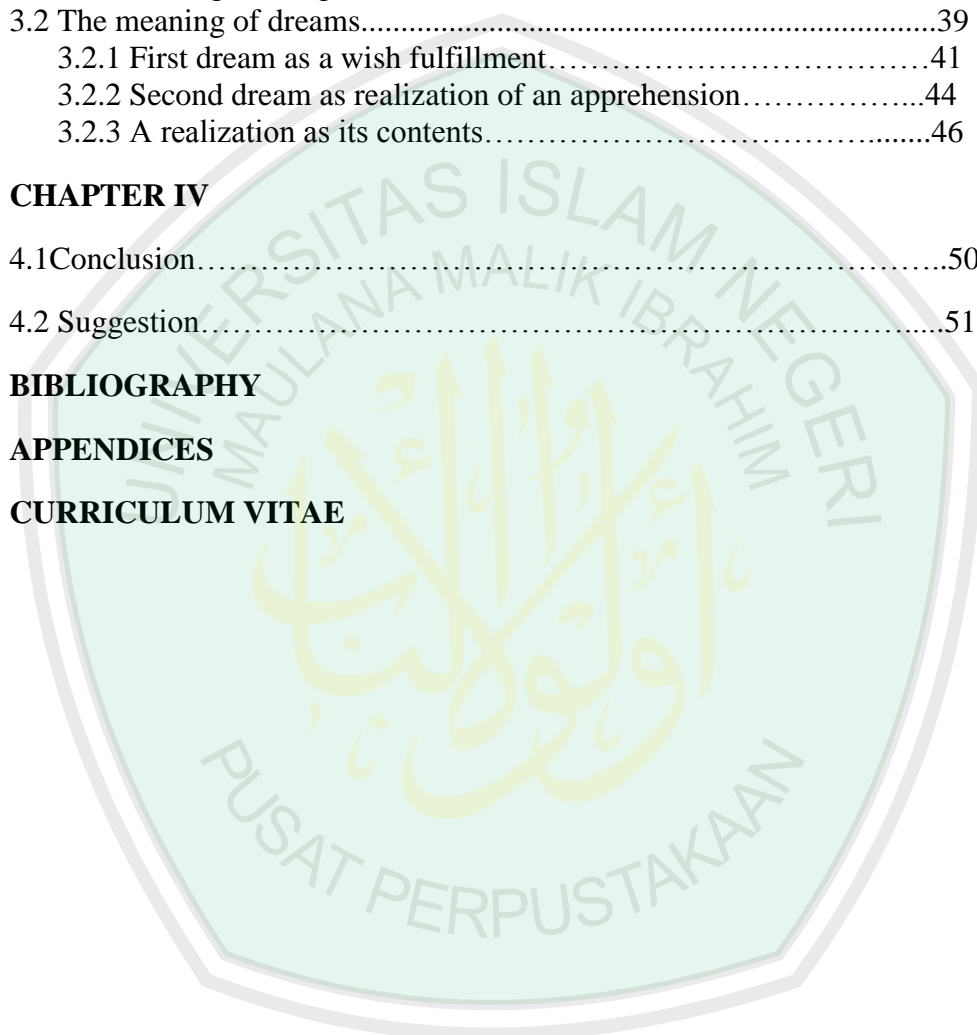 3.2 The meaning of dreams..........................................................................39
3.2.1 First dream as a wish fulfillment………………………………41
3.2.2 Second dream as realization of an apprehension……………...44
3.2.3 A realization as its contents………………………………........46
CHAPTER IV
4.1Conclusion…………………………………………………………………..50
4.2 Suggestion………………………………………………………………......51
BIBLIOGRAPHY
APPENDICES
CURRICULUM VITAE
UNIVERSITAS ISLAM NEGERI
MAULANA MALIK IBRAHIM
أولوا الألباب
PUSAT PERPUSTAKAAN